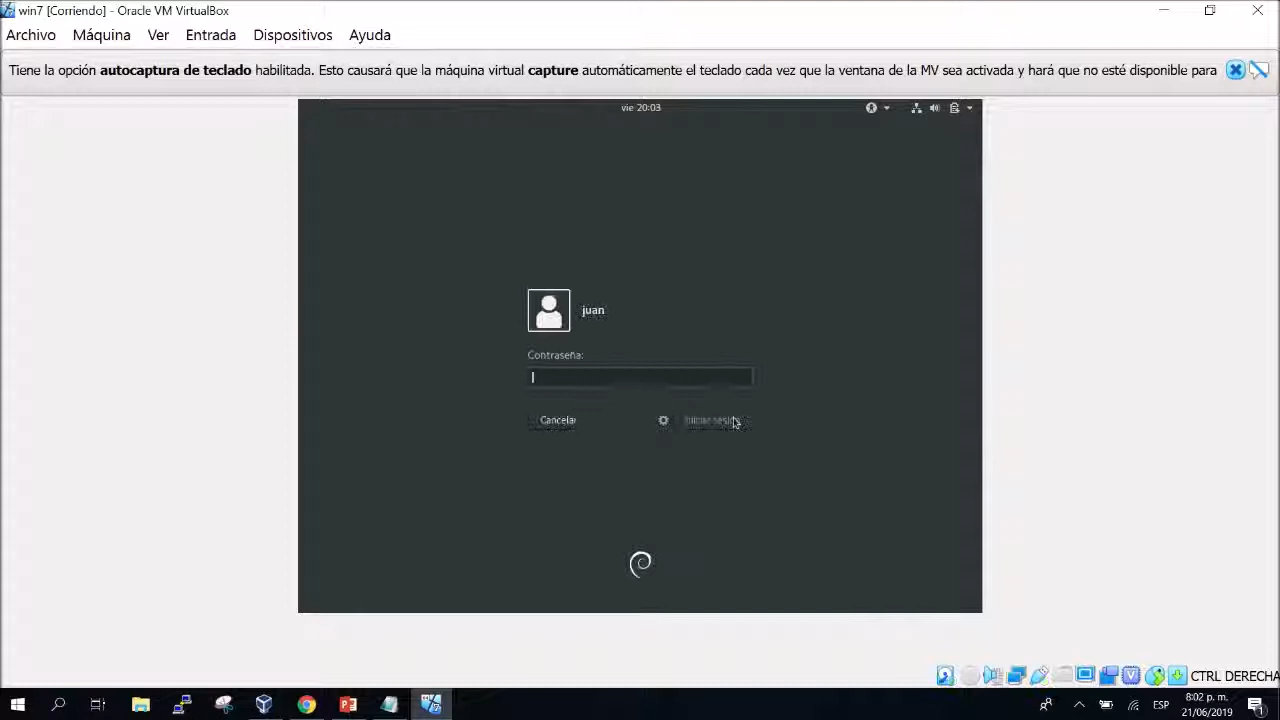 win7 [Corriendo] - Oracle VM VirtualBox
Archivo Máquina Ver Entrada Dispositivos Ayuda
Tiene la opción autocaptura de teclado habilitada. Esto causará que la máquina virtual capture automáticamente el teclado cada vez que la ventana de la MV sea activada y hará que no esté disponible para
vie 20:03
juan
Contraseña:
Cancelar
Iniciar sesión
CTRL DERECHA
8:02 p. m.
ESP
21/06/2019